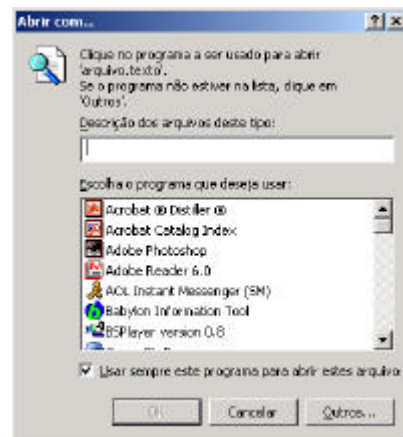 Abrir com...
Clique no programa a ser usado para abrir
'arquivo.texto'.
Se o programa não estiver na lista, clique em
'Outros'.
Descrição dos arquivos deste tipo:
Escolha o programa que deseja usar:
Acrobat ® Distiller ®
Acrobat Catalog Index
Adobe Photoshop
Adobe Reader 6.0
AOL Instant Messenger (SM)
Babylon Information Tool
BSPlayer version 0.8
Usar sempre este programa para abrir estes arquivo
OK
Cancelar
Outros...